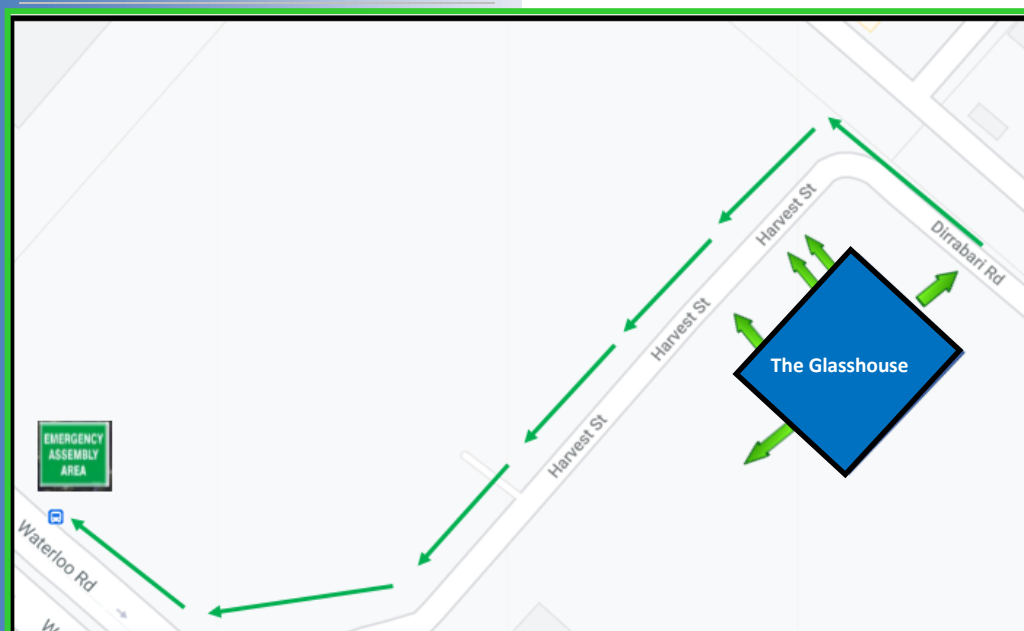 Harvest St
Dirrabari Rd
Harvest St
The Glasshouse
Harvest St
EMERGENCY
ASSEMBLY
AREA
Waterloo Rd